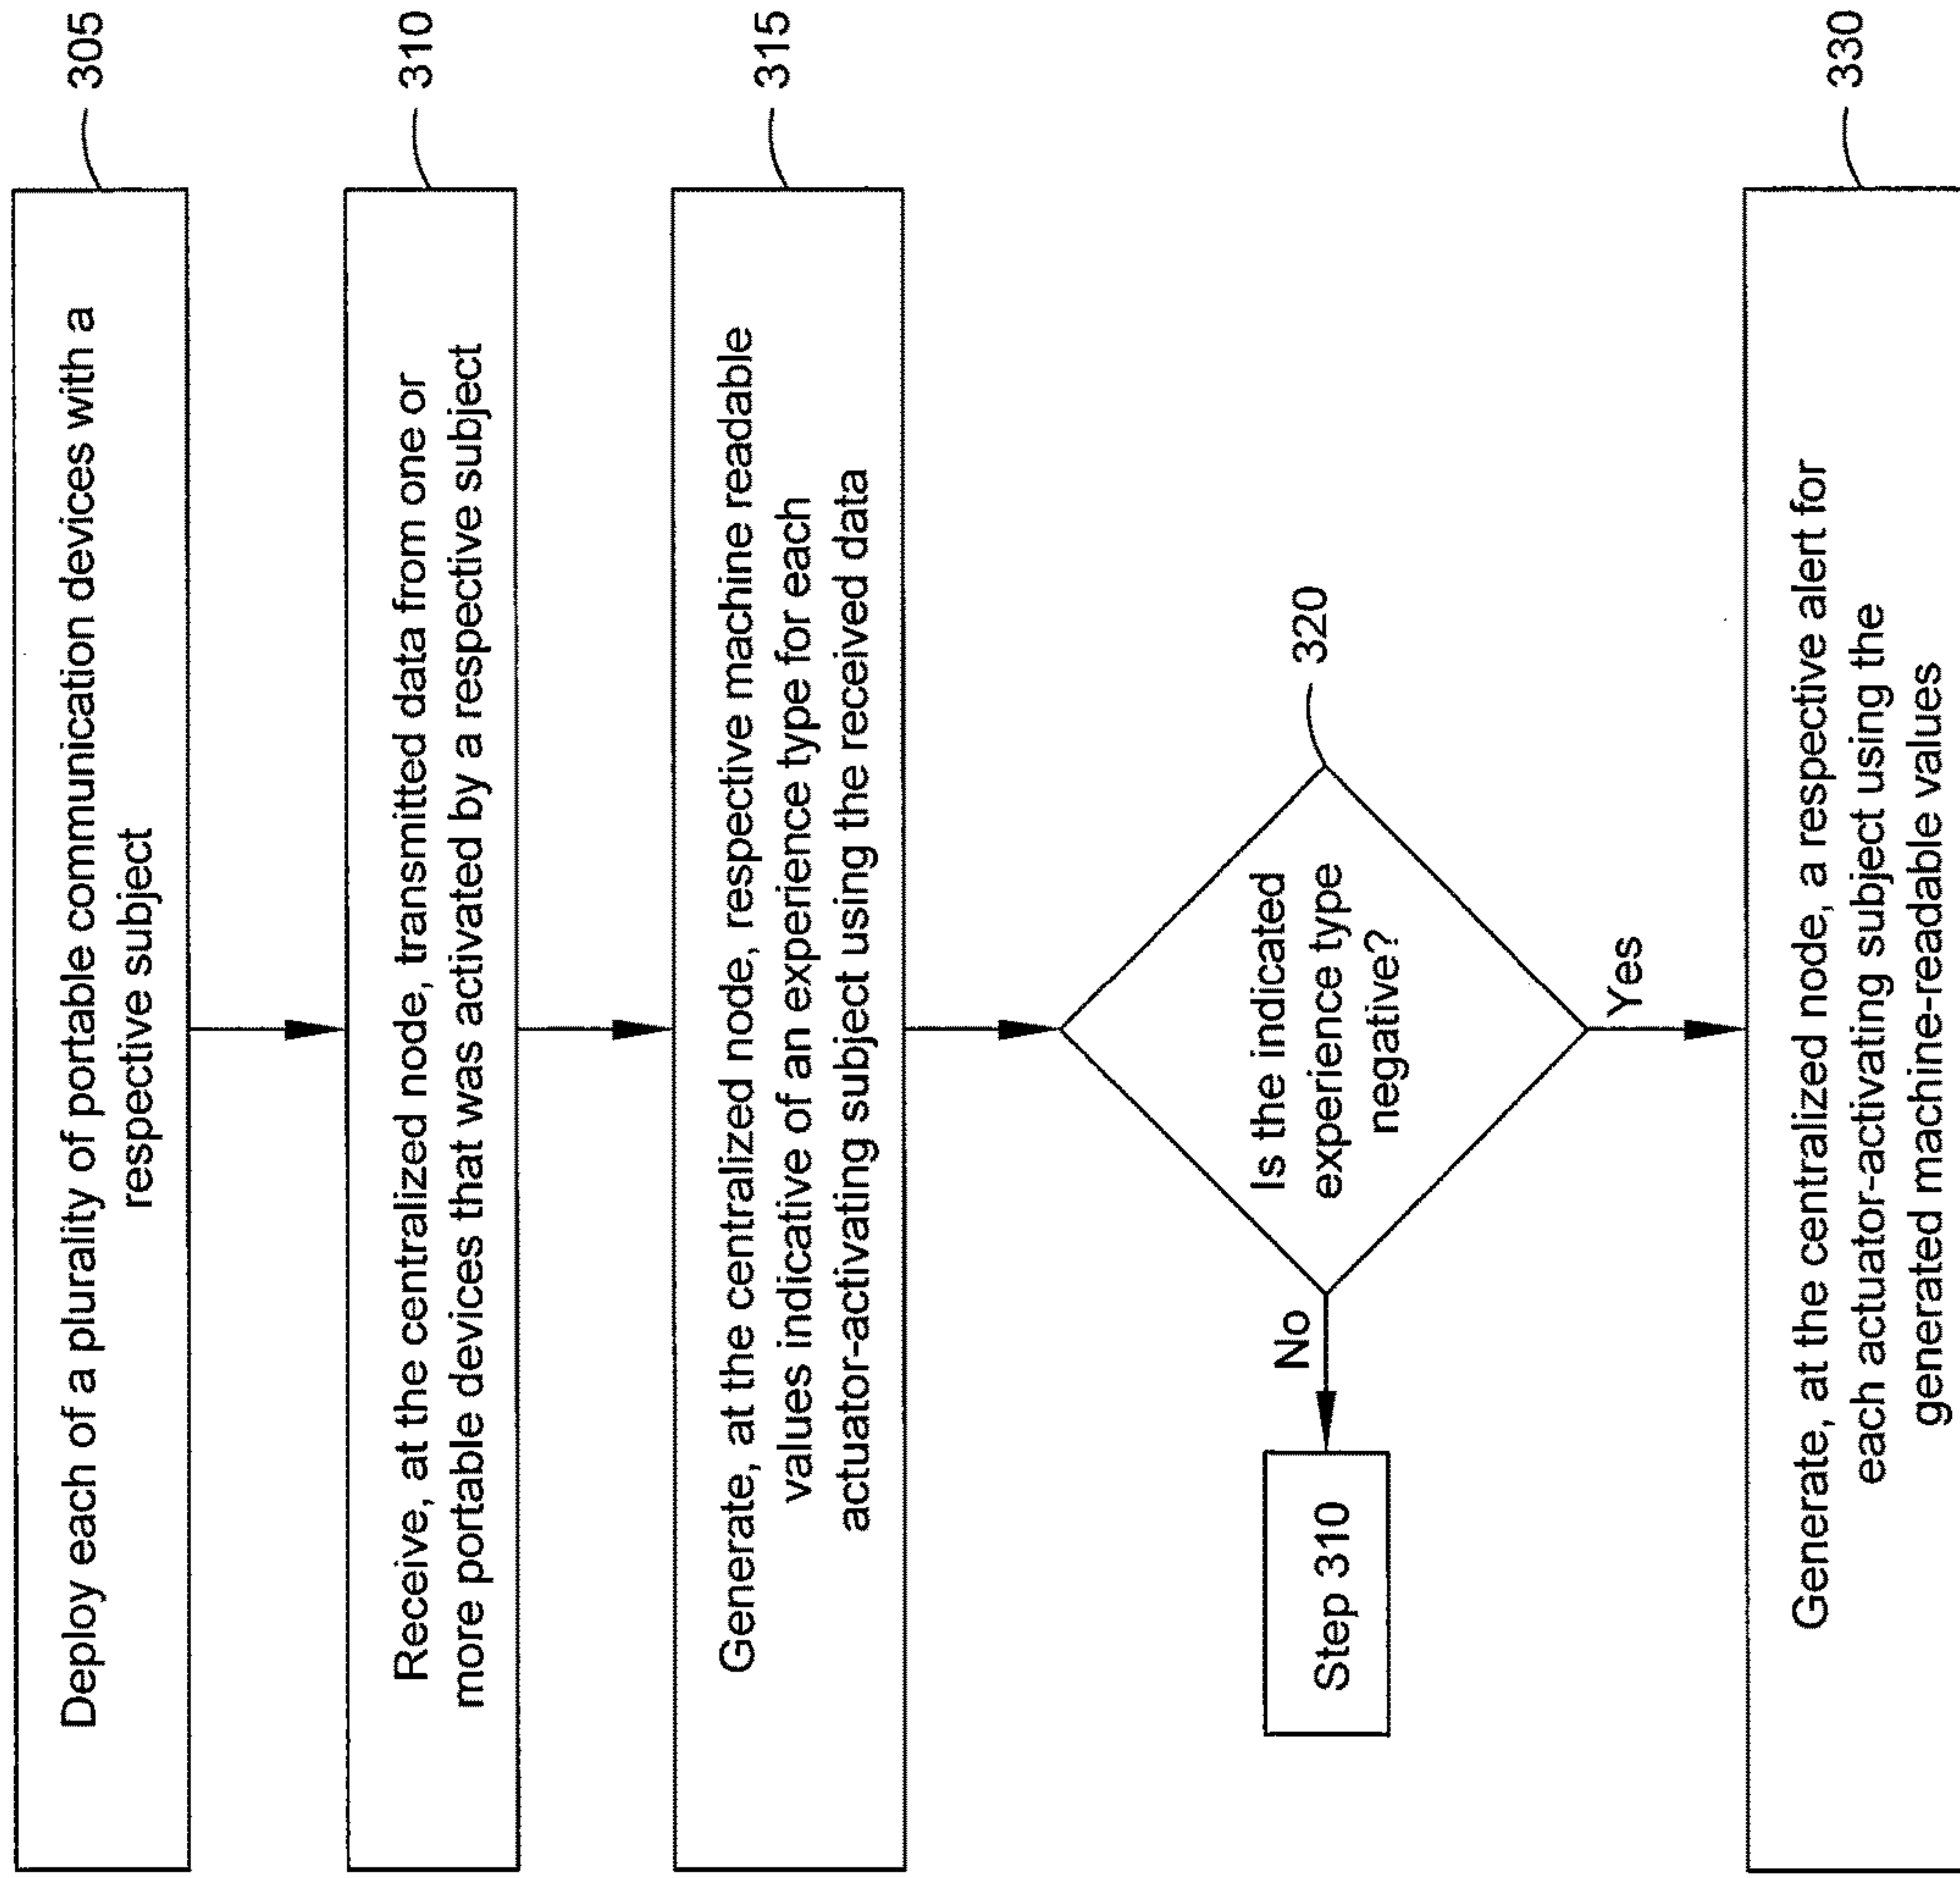 Deploy each of a plurality of portable communication devices with a
respective subject
305
Receive, at the centralized node, transmitted data from one or
more portable devices that was activated by a respective subject
310
Generate, at the centralized node, respective machine readable
values indicative of an experience type for each
actuator-activating subject using the received data
315
Is the indicated
experience type
negative?
320
No
Step 310
Yes
Generate, at the centralized node, a respective alert for
each actuator-activating subject using the
generated machine-readable values
330